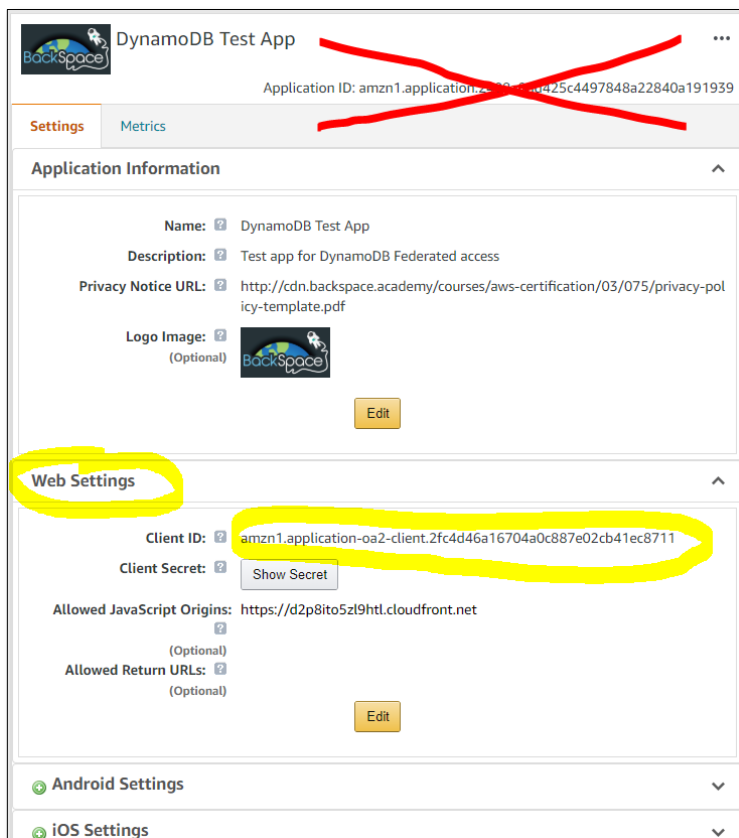 BackSpace
DynamoDB Test App
Application ID: amzn1.application.
d425c4497848a22840a191939
Settings
Metrics
Application Information
Name: ? DynamoDB Test App
Description: ? Test app for DynamoDB Federated access
Privacy Notice URL: ? http://cdn.backspace.academy/courses/aws-certification/03/075/privacy-pol
icy-template.pdf
Logo Image: ?
(Optional)
BackSpace
Edit
Web Settings
Client ID: ? amzn1.application-oa2-client.2fc4d46a16704a0c887e02cb41ec8711
Client Secret: ? Show Secret
Allowed JavaScript Origins: https://d2p8ito5zl9htl.cloudfront.net
?
(Optional)
Allowed Return URLs: ?
(Optional)
Edit
Android Settings
iOS Settings